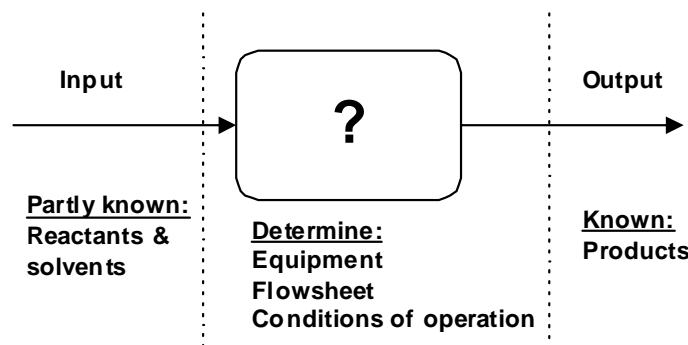 Input
?
Output
Partly known:
Reactants &
solvents
Determine:
Equipment
Flowsheet
Conditions of operation
Known:
Products